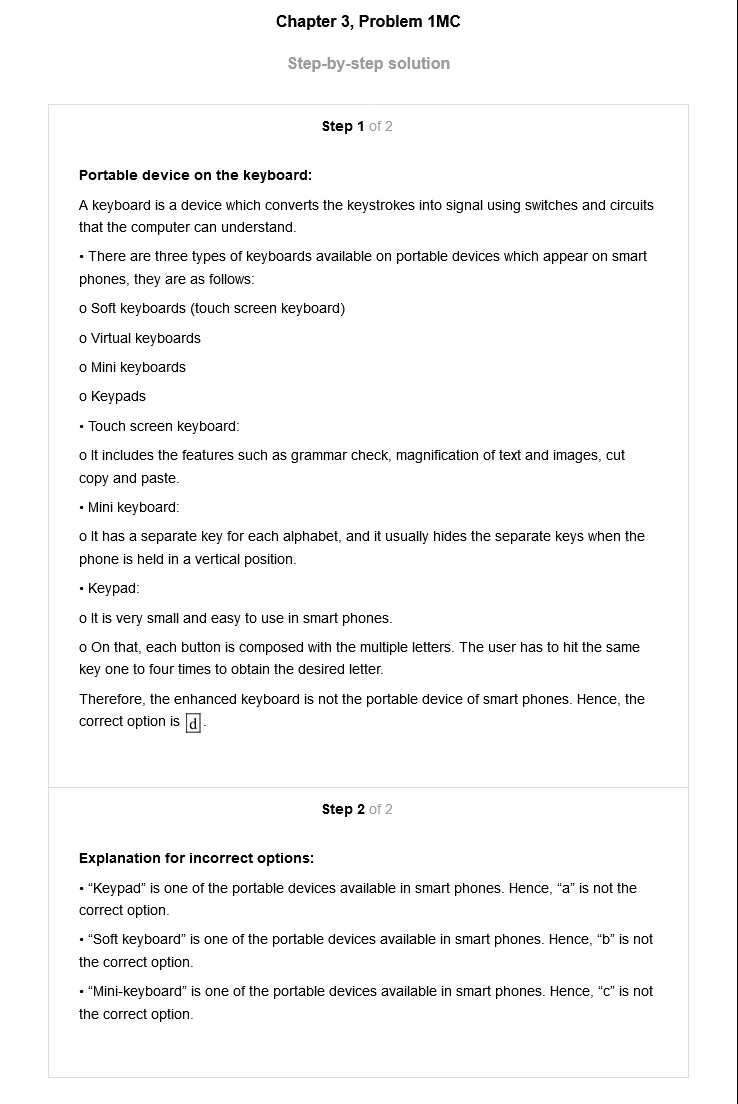 Chapter 3, Problem 1MC
Step-by-step solution
Step 1 of 2
Portable device on the keyboard:
A keyboard is a device which converts the keystrokes into signal using switches and circuits
that the computer can understand.
• There are three types of keyboards available on portable devices which appear on smart
phones, they are as follows:
o Soft keyboards (touch screen keyboard)
o Virtual keyboards
o Mini keyboards
o Keypads
• Touch screen keyboard:
o It includes the features such as grammar check, magnification of text and images, cut
copy and paste.
• Mini keyboard:
o It has a separate key for each alphabet, and it usually hides the separate keys when the
phone is held in a vertical position.
• Keypad:
o It is very small and easy to use in smart phones.
o On that, each button is composed with the multiple letters. The user has to hit the same
key one to four times to obtain the desired letter.
Therefore, the enhanced keyboard is not the portable device of smart phones. Hence, the
correct option is d.
Step 2 of 2
Explanation for incorrect options:
• “Keypad” is one of the portable devices available in smart phones. Hence, “a” is not the
correct option.
• “Soft keyboard” is one of the portable devices available in smart phones. Hence, “b” is not
the correct option.
• “Mini-keyboard” is one of the portable devices available in smart phones. Hence, “c” is not
the correct option.